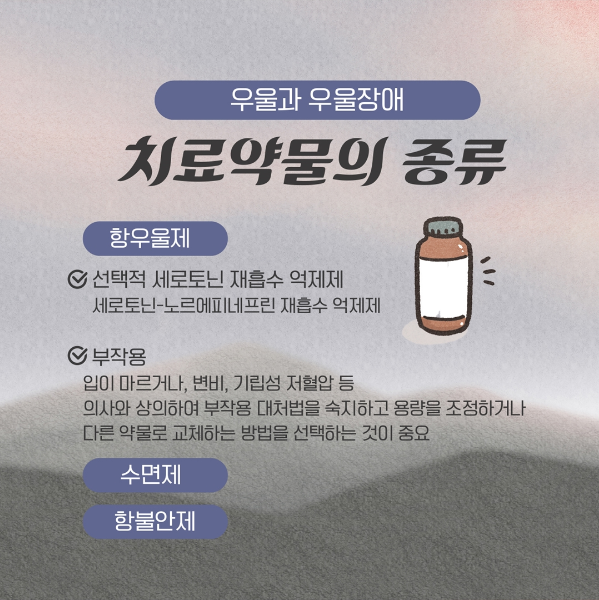 우울과 우울장애
치료약물의 종류
항우울제
선택적 세로토닌 재흡수 억제제
세로토닌-노르에피네프린 재흡수 억제제
부작용
입이 마르거나, 변비, 기립성 저혈압 등
의사와 상의하여 부작용 대처법을 숙지하고 용량을 조정하거나
다른 약물로 교체하는 방법을 선택하는 것이 중요
수면제
항불안제